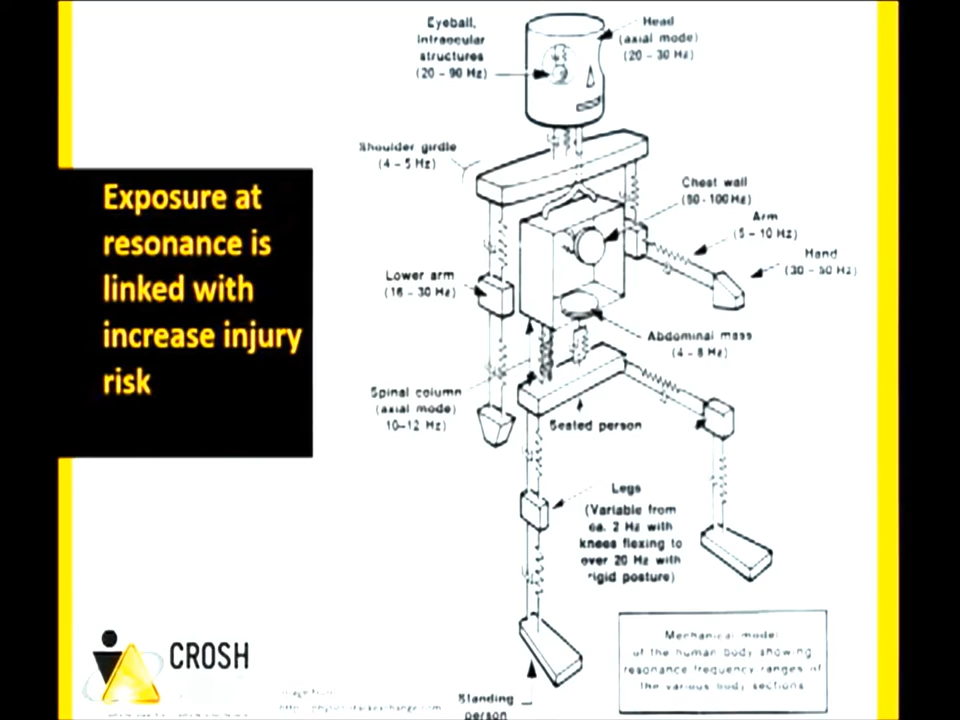 Eyeball,
intraocular
structures
(20 – 90 Hz)
Head
(axial mode)
(20 – 30 Hz)
Shoulder girdle
(4 – 5 Hz)
Exposure at
resonance is
linked with
increase injury
risk
Chest wall
(50 - 100 Hz)
Arm
(5 – 10 Hz)
Hand
(30 – 50 Hz)
Lower arm
(16 – 30 Hz)
Abdominal mass
(4 – 8 Hz)
Spinal column
(axial mode)
10–12 Hz)
Seated person
Legs
(Variable from
ca. 2 Hz with
knees flexing to
over 20 Hz with
rigid posture)
Mechanical model
of the human body showing
resonance frequency ranges of
the various body sections
CROSH
Image from
Standing
person